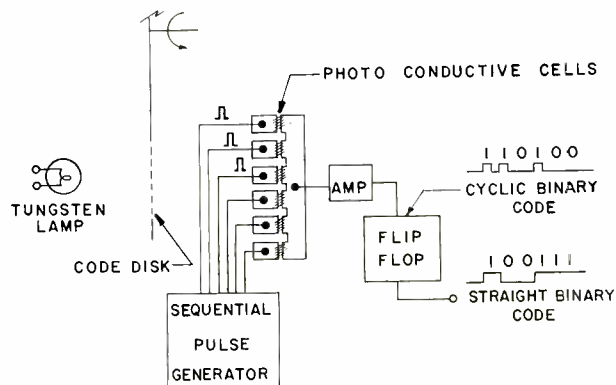 PHOTO CONDUCTIVE CELLS
TUNGSTEN
LAMP
CODE DISK
SEQUENTIAL
PULSE
GENERATOR
AMP
FLIP
FLOP
1 1 0 1 0 0
CYCLIC BINARY
CODE
1 0 0 1 1 1
STRAIGHT BINARY
CODE